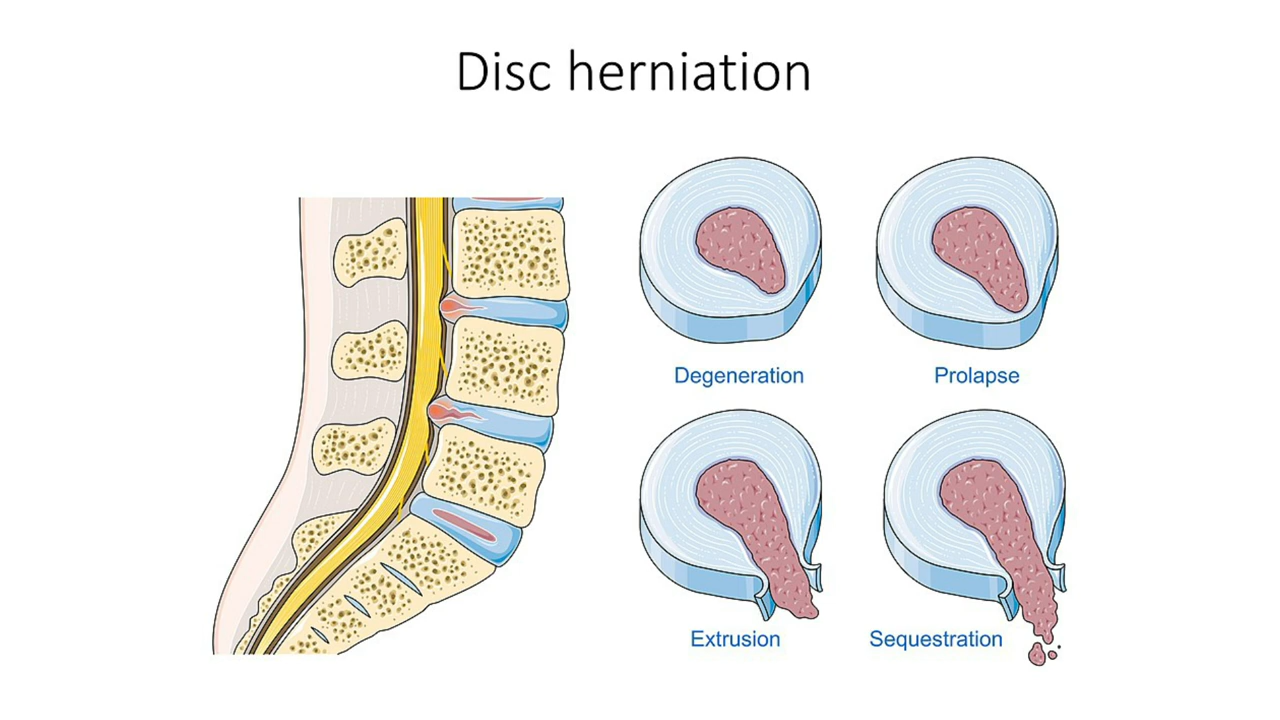 Disc herniation
Degeneration
Prolapse
Extrusion
Sequestration